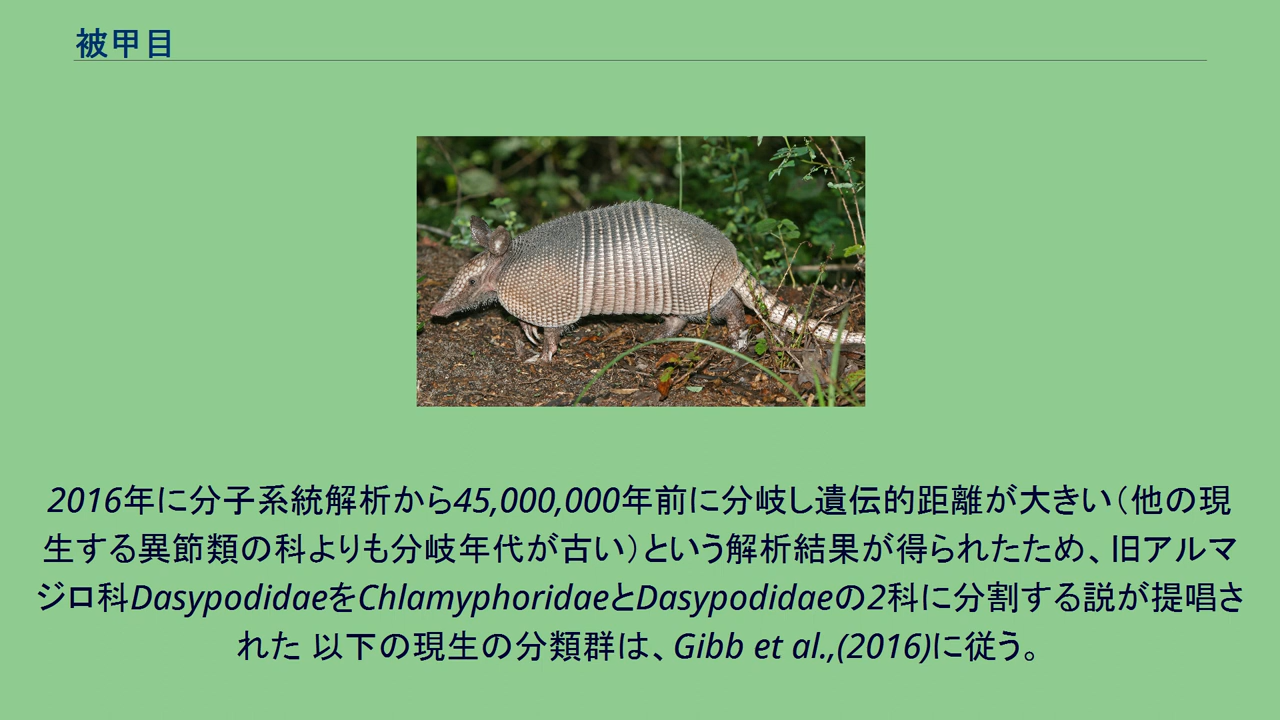 被甲目
2016年に分子系統解析から45,000,000年前に分岐し遺伝的距離が大きい（他の現
生する異節類の科よりも分岐年代が古い）という解析結果が得られたため、旧アルマ
ジロ科DasypodidaeをChlamyphoridaeとDasypodidaeの2科に分割する説が提唱さ
れた 以下の現生の分類群は、Gibb et al.,(2016)に従う。